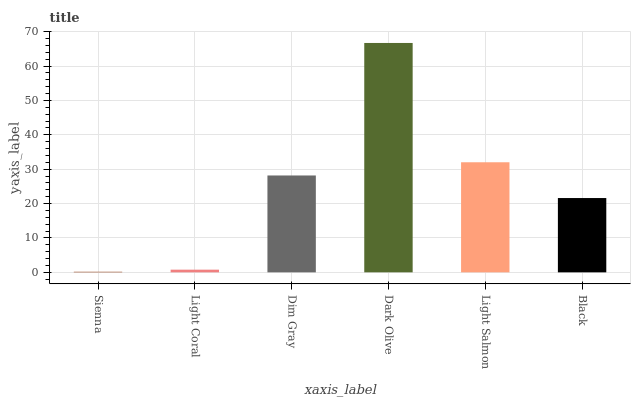 title
70
60
50
40
30
20
10
0
yaxis_label
Sienna
Light Coral
Dim Gray
Dark Olive
Light Salmon
Black
xaxis_label